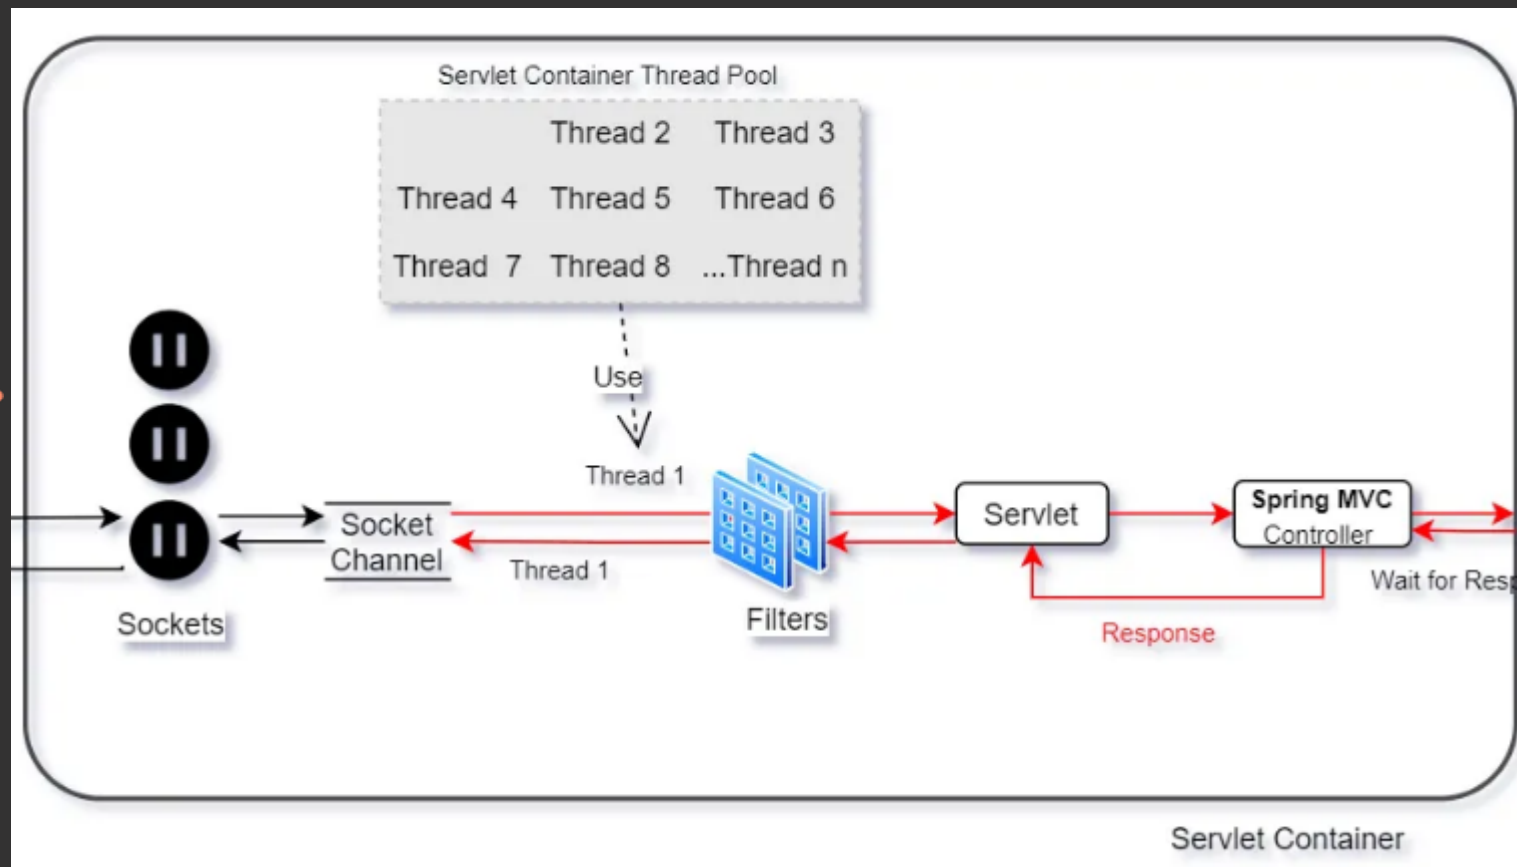 Servlet Container Thread Pool
Thread 2 Thread 3
Thread 4 Thread 5 Thread 6
Thread 7 Thread 8 ...Thread n
Use
Thread 1
Socket
Channel
Thread 1
Sockets
Filters
Servlet
Spring MVC
Controller
Wait for Resp
Response
Servlet Container